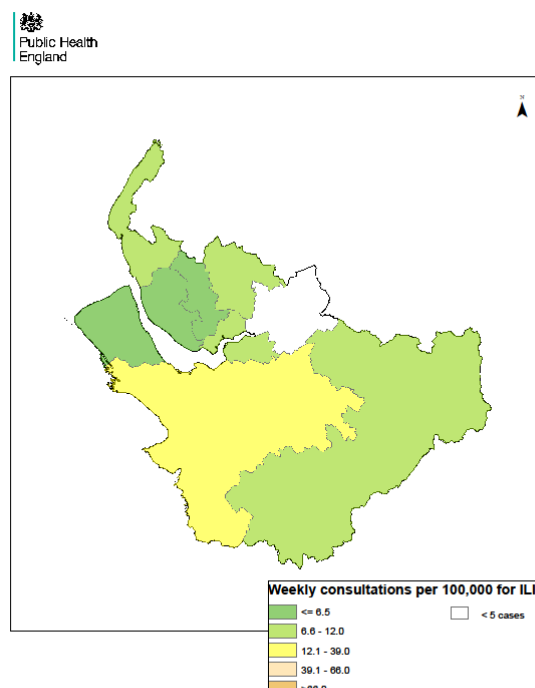 Public Health
England
N
Weekly consultations per 100,000 for ILI
<= 6.5
< 5 cases
6.6 - 12.0
12.1 - 39.0
39.1 - 66.0